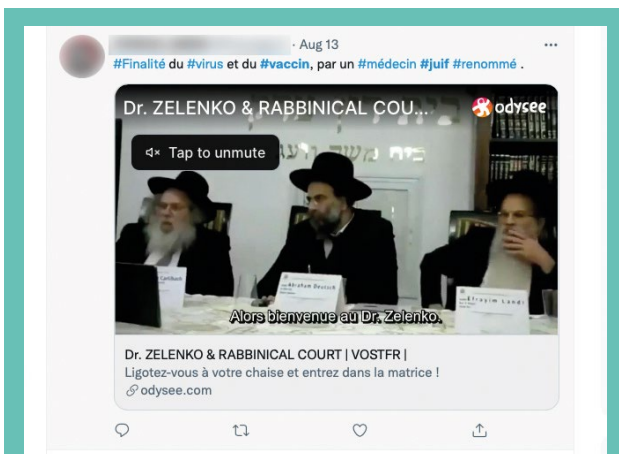 · Aug 13
#Finalité du #virus et du #vaccin, par un #médecin #juif #renommé .
Dr. ZELENKO & RABBINICAL COU...
odysee
Tap to unmute
Abraham Deutsch
Efrayim Landi
Alors bienvenue au Dr. Zelenko.
Dr. ZELENKO & RABBINICAL COURT | VOSTFR |
Ligotez-vous à votre chaise et entrez dans la matrice !
odysee.com